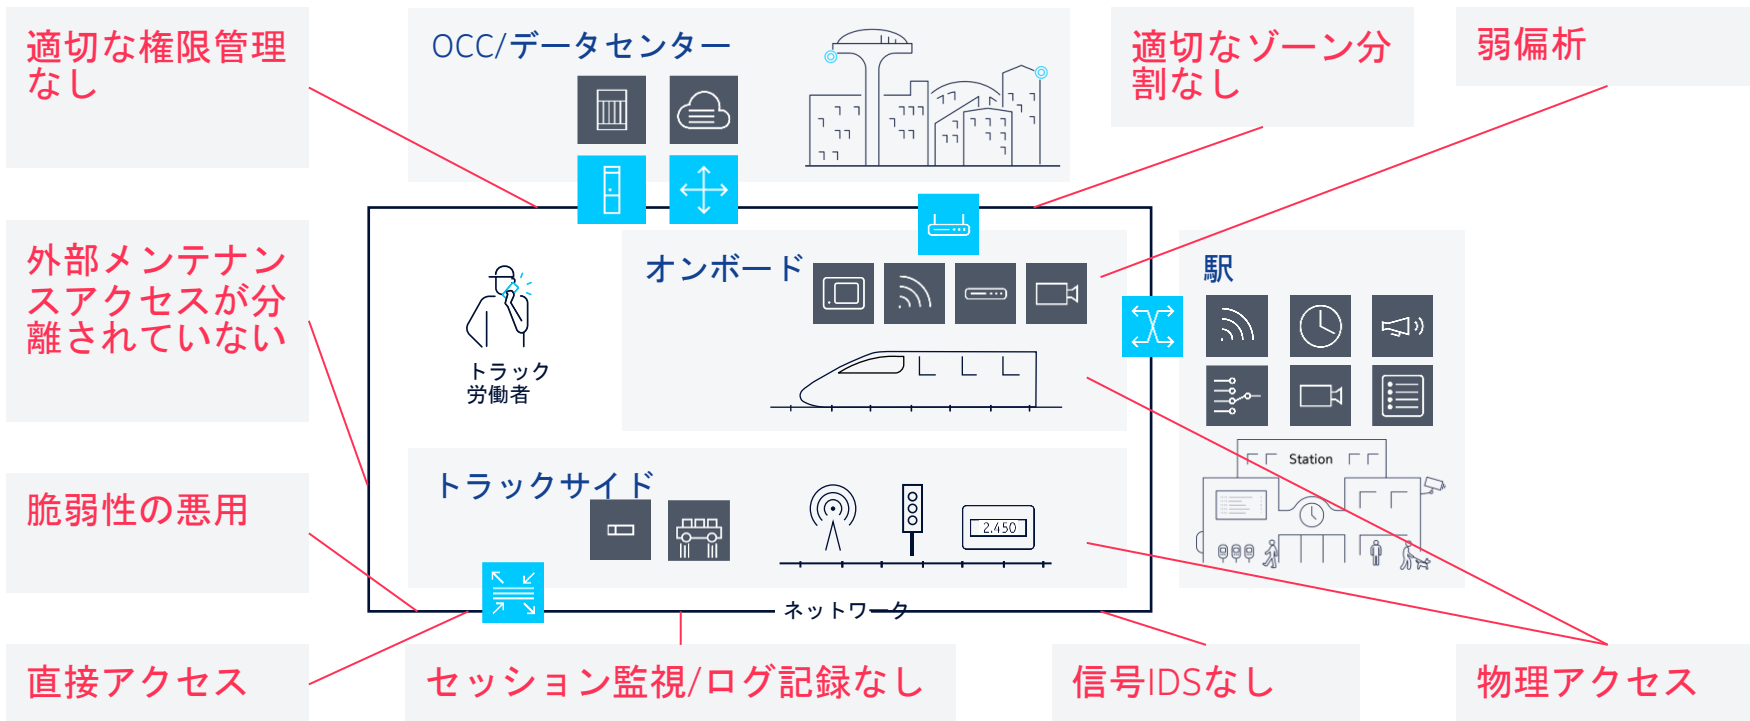 適切な権限管理
なし
OCC/データセンター
適切なゾーン分
割なし
弱偏析
外部メンテナン
スアクセスが分
離されていない
オンボード
駅
トラック
労働者
トラックサイド
Station
脆弱性の悪用
2.450
ネットワーク
直接アクセス
セッション監視/ログ記録なし
信号IDSなし
物理アクセス